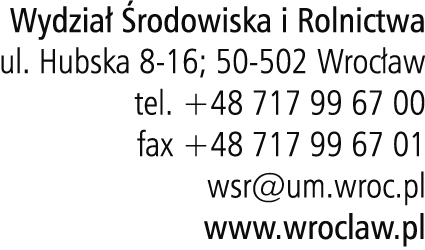 Wydział Środowiska i Rolnictwa
ul. Hubska 8-16; 50-502 Wrocław
tel. +48 717 99 67 00
fax +48 717 99 67 01
wsr@um.wroc.pl
www.wroclaw.pl